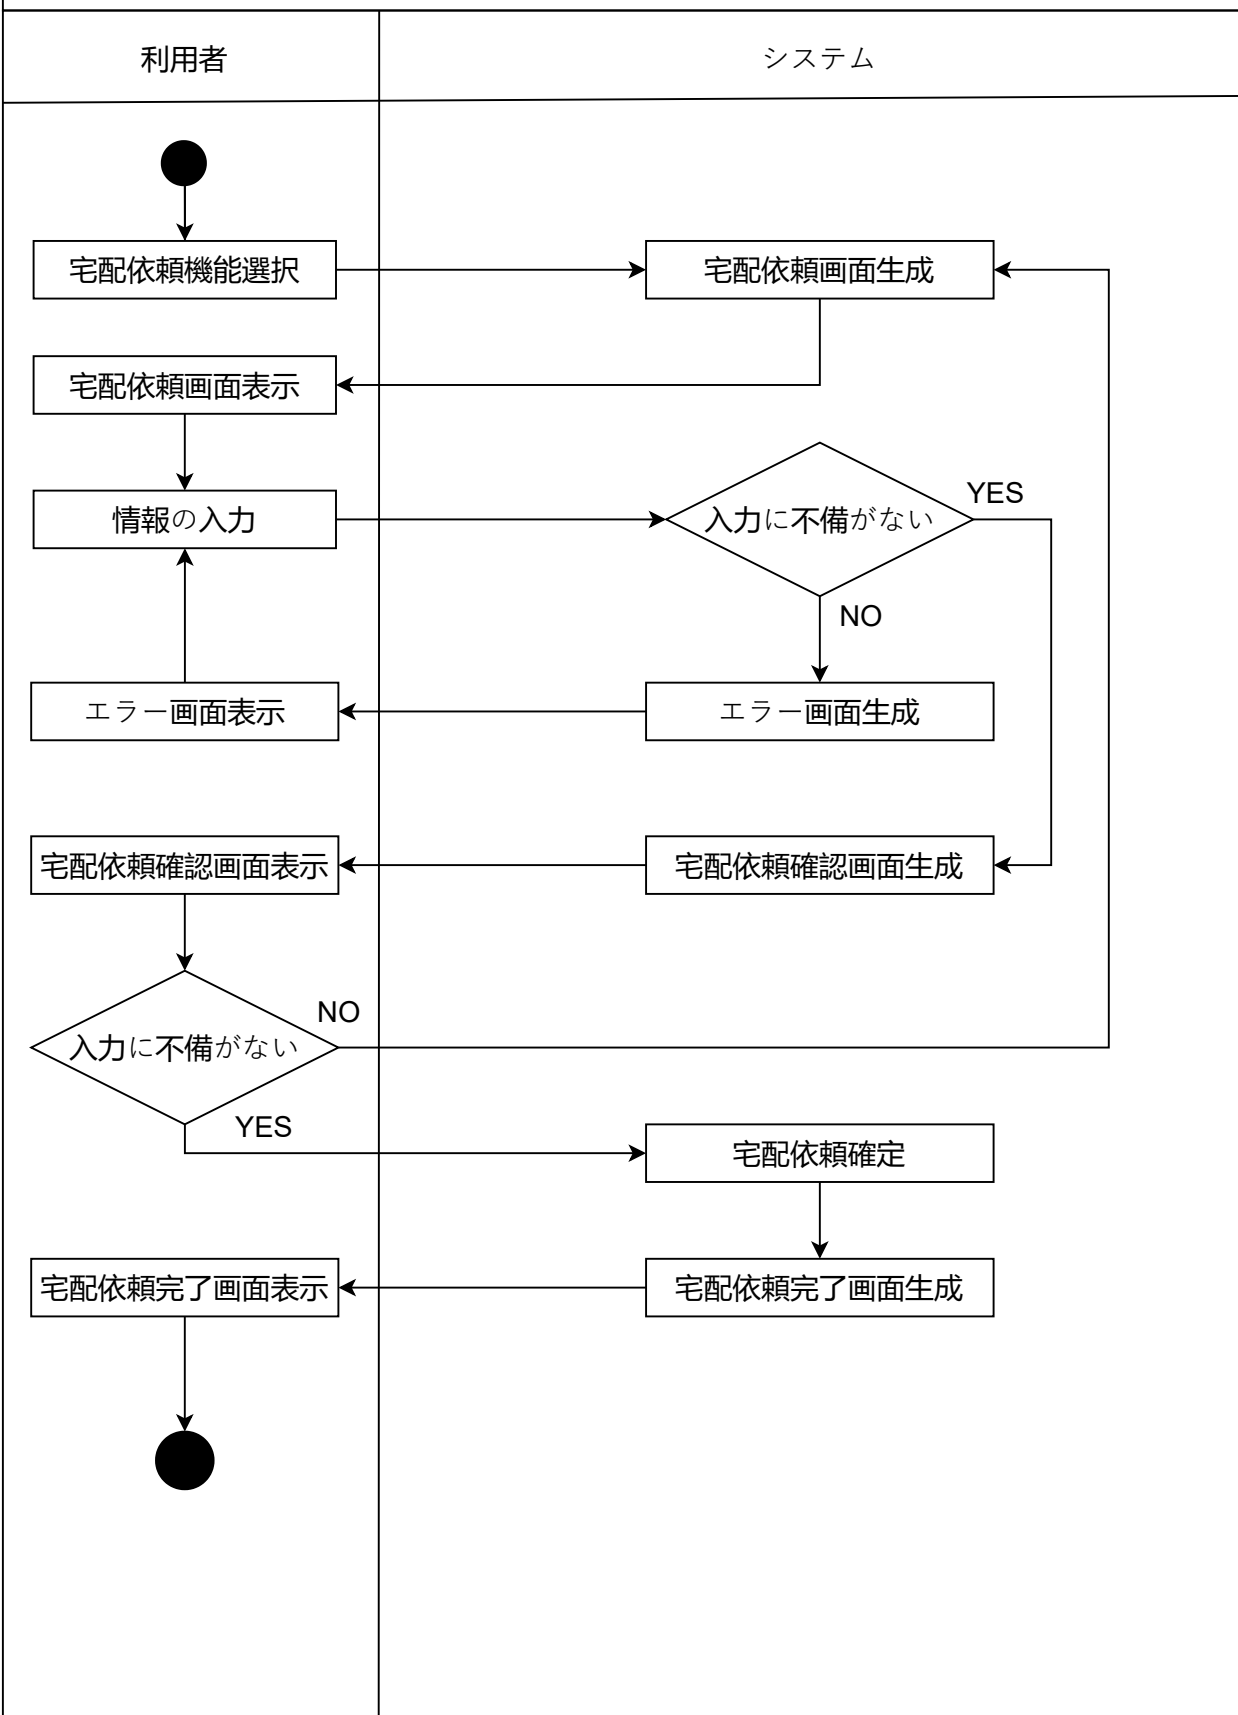 利用者
システム
宅配依頼機能選択
宅配依頼画面生成
宅配依頼画面表示
情報の入力
入力に不備がない
YES
NO
エラー画面表示
エラー画面生成
宅配依頼確認画面表示
宅配依頼確認画面生成
入力に不備がない
NO
YES
宅配依頼確定
宅配依頼完了画面表示
宅配依頼完了画面生成